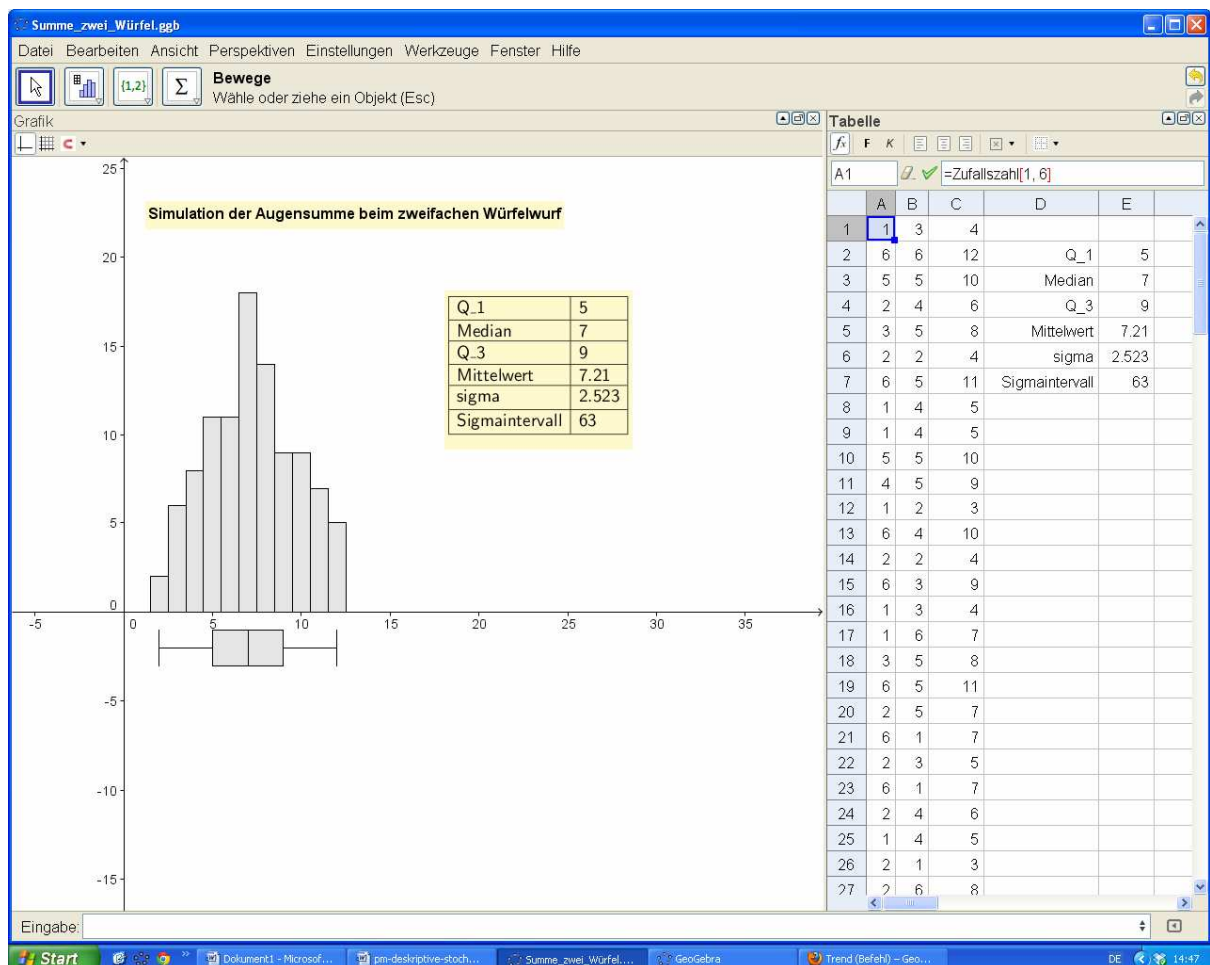 Summe_zwei_Würfel.ggb
Datei Bearbeiten Ansicht Perspektiven Einstellungen Werkzeuge Fenster Hilfe
{1,2} Σ Bewege
Wähle oder ziehe ein Objekt (Esc)
Grafik
Tabelle
fx F K
A1 =Zufallszahl[1, 6]
Simulation der Augensumme beim zweifachen Würfelwurf
25
20
15
10
5
0
-5 0 5 10 15 20 25 30 35
-5
-10
-15
Q_1 5
Median 7
Q_3 9
Mittelwert 7.21
sigma 2.523
Sigmaintervall 63
A B C D E
1 1 3 4
2 6 6 12 Q_1 5
3 5 5 10 Median 7
4 2 4 6 Q_3 9
5 3 5 8 Mittelwert 7.21
6 2 2 4 sigma 2.523
7 6 5 11 Sigmaintervall 63
8 1 4 5
9 1 4 5
10 5 5 10
11 4 5 9
12 1 2 3
13 6 4 10
14 2 2 4
15 6 3 9
16 1 3 4
17 1 6 7
18 3 5 8
19 6 5 11
20 2 5 7
21 6 1 7
22 2 3 5
23 6 1 7
24 2 4 6
25 1 4 5
26 2 1 3
27 2 6 8
Eingabe:
Start » Dokument1 - Microsof... pm-deskriptive-stoch... Summe_zwei_Würfel.... GeoGebra Trend (Befehl) – Geo... DE 14:47